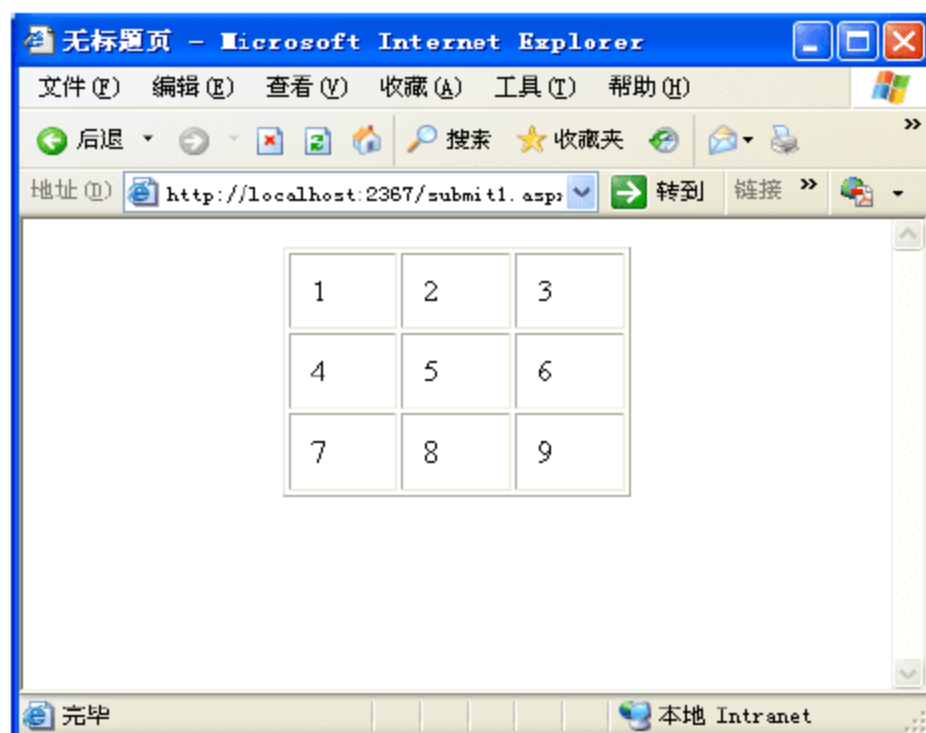 无标题页 - Microsoft Internet Explorer
文件(F) 编辑(E) 查看(V) 收藏(A) 工具(T) 帮助(H)
后退 搜索 收藏夹 »
地址(D) http://localhost:2367/submit1.asp 转到 链接 »
1 2 3
4 5 6
7 8 9
完毕 本地 Intranet